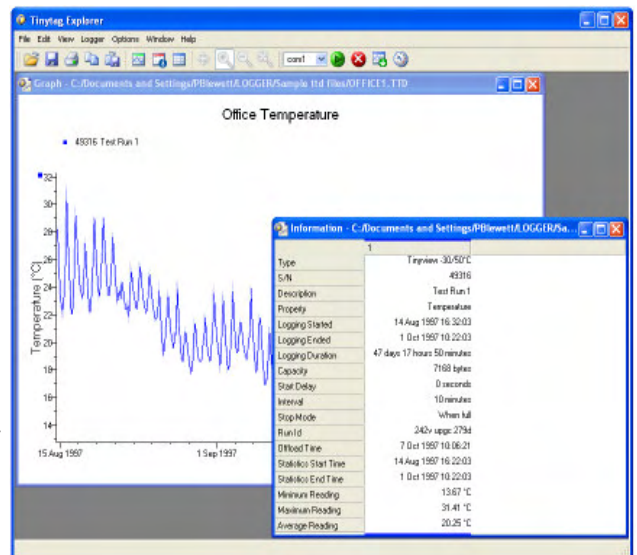 Tinytag Explorer
File Edit View Logger Options Window Help
com1
Graph - C:/Documents and Settings/PBlewett/LOGGER/Sample ttd files/OFFICE1.TTD
Office Temperature
49316 Test Run 1
Temperature (°C)
32
30
28
26
24
22
20
18
16
14
15 Aug 1997
1 Sep 1997
Information - C:/Documents and Settings/PBlewett/LOGGER/Sa...
1
Type Tinyview -30/50°C
S/N 49316
Description Test Run 1
Property Temperature
Logging Started 14 Aug 1997 16:32:03
Logging Ended 1 Oct 1997 10:22:03
Logging Duration 47 days 17 hours 50 minutes
Capacity 7168 bytes
Start Delay 0 seconds
Interval 10 minutes
Stop Mode When full
Run Id
Offload Time 7 Oct 1997 10:06:21
Statistics Start Time 14 Aug 1997 16:22:03
Statistics End Time 1 Oct 1997 10:22:03
Minimum Reading 13.67 °C
Maximum Reading 31.41 °C
Average Reading 20.25 °C